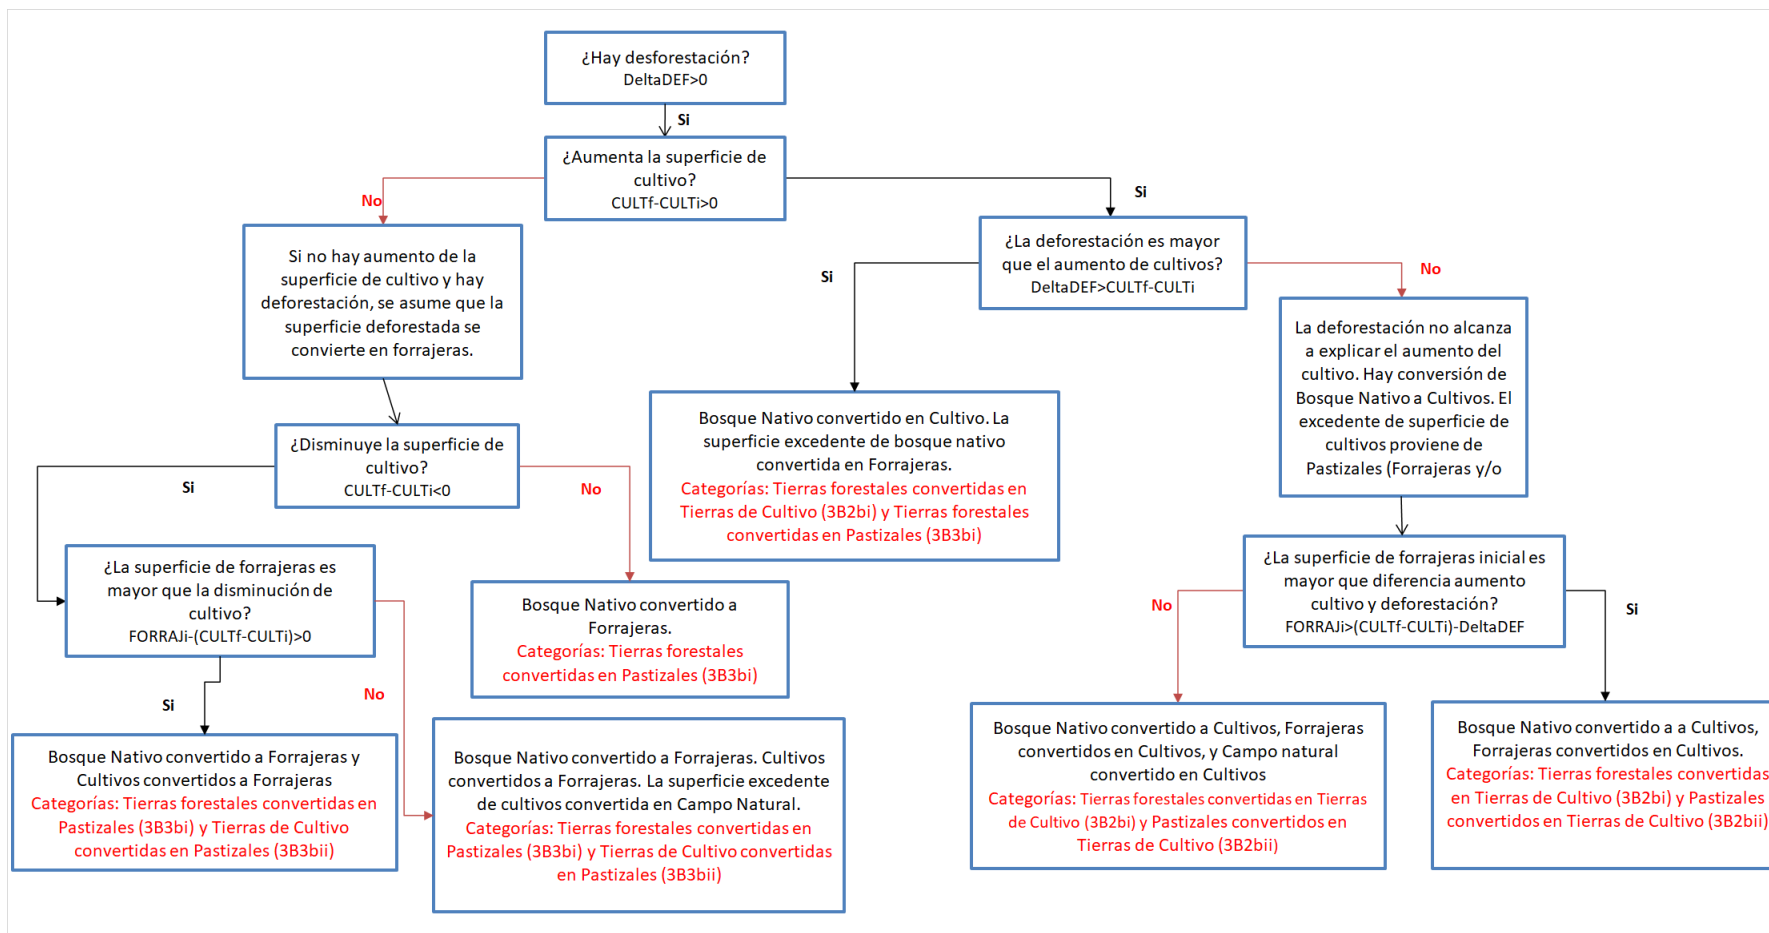 ¿Hay desforestación?
DeltaDEF>0
Si
¿Aumenta la superficie de
cultivo?
CULTf-CULTi>0
No
Si
Si no hay aumento de la
superficie de cultivo y hay
deforestación, se asume que la
superficie deforestada se
convierte en forrajeras.
¿La deforestación es mayor
que el aumento de cultivos?
DeltaDEF>CULTf-CULTi
Si
No
La deforestación no alcanza
a explicar el aumento del
cultivo. Hay conversión de
Bosque Nativo a Cultivos. El
excedente de superficie de
cultivos proviene de
Pastizales (Forrajeras y/o
¿Disminuye la superficie de
cultivo?
CULTf-CULTi<0
Si
No
Bosque Nativo convertido en Cultivo. La
superficie excedente de bosque nativo
convertida en Forrajeras.
Categorías: Tierras forestales convertidas en
Tierras de Cultivo (3B2bi) y Tierras forestales
convertidas en Pastizales (3B3bi)
¿La superficie de forrajeras es
mayor que la disminución de
cultivo?
FORRAJi-(CULTf-CULTi)>0
Si
No
Bosque Nativo convertido a
Forrajeras.
Categorías: Tierras forestales
convertidas en Pastizales (3B3bi)
¿La superficie de forrajeras inicial es
mayor que diferencia aumento
cultivo y deforestación?
FORRAJi>(CULTf-CULTi)-DeltaDEF
No
Si
Bosque Nativo convertido a Forrajeras y
Cultivos convertidos a Forrajeras
Categorías: Tierras forestales convertidas en
Pastizales (3B3bi) y Tierras de Cultivo
convertidas en Pastizales (3B3bii)
Bosque Nativo convertido a Forrajeras. Cultivos
convertidos a Forrajeras. La superficie excedente
de cultivos convertida en Campo Natural.
Categorías: Tierras forestales convertidas en
Pastizales (3B3bi) y Tierras de Cultivo convertidas
en Pastizales (3B3bii)
Bosque Nativo convertido a Cultivos, Forrajeras
convertidos en Cultivos, y Campo natural
convertido en Cultivos
Categorías: Tierras forestales convertidas en Tierras
de Cultivo (3B2bi) y Pastizales convertidos en
Tierras de Cultivo (3B2bii)
Bosque Nativo convertido a a Cultivos,
Forrajeras convertidos en Cultivos.
Categorías: Tierras forestales convertidas
en Tierras de Cultivo (3B2bi) y Pastizales
convertidos en Tierras de Cultivo (3B2bii)